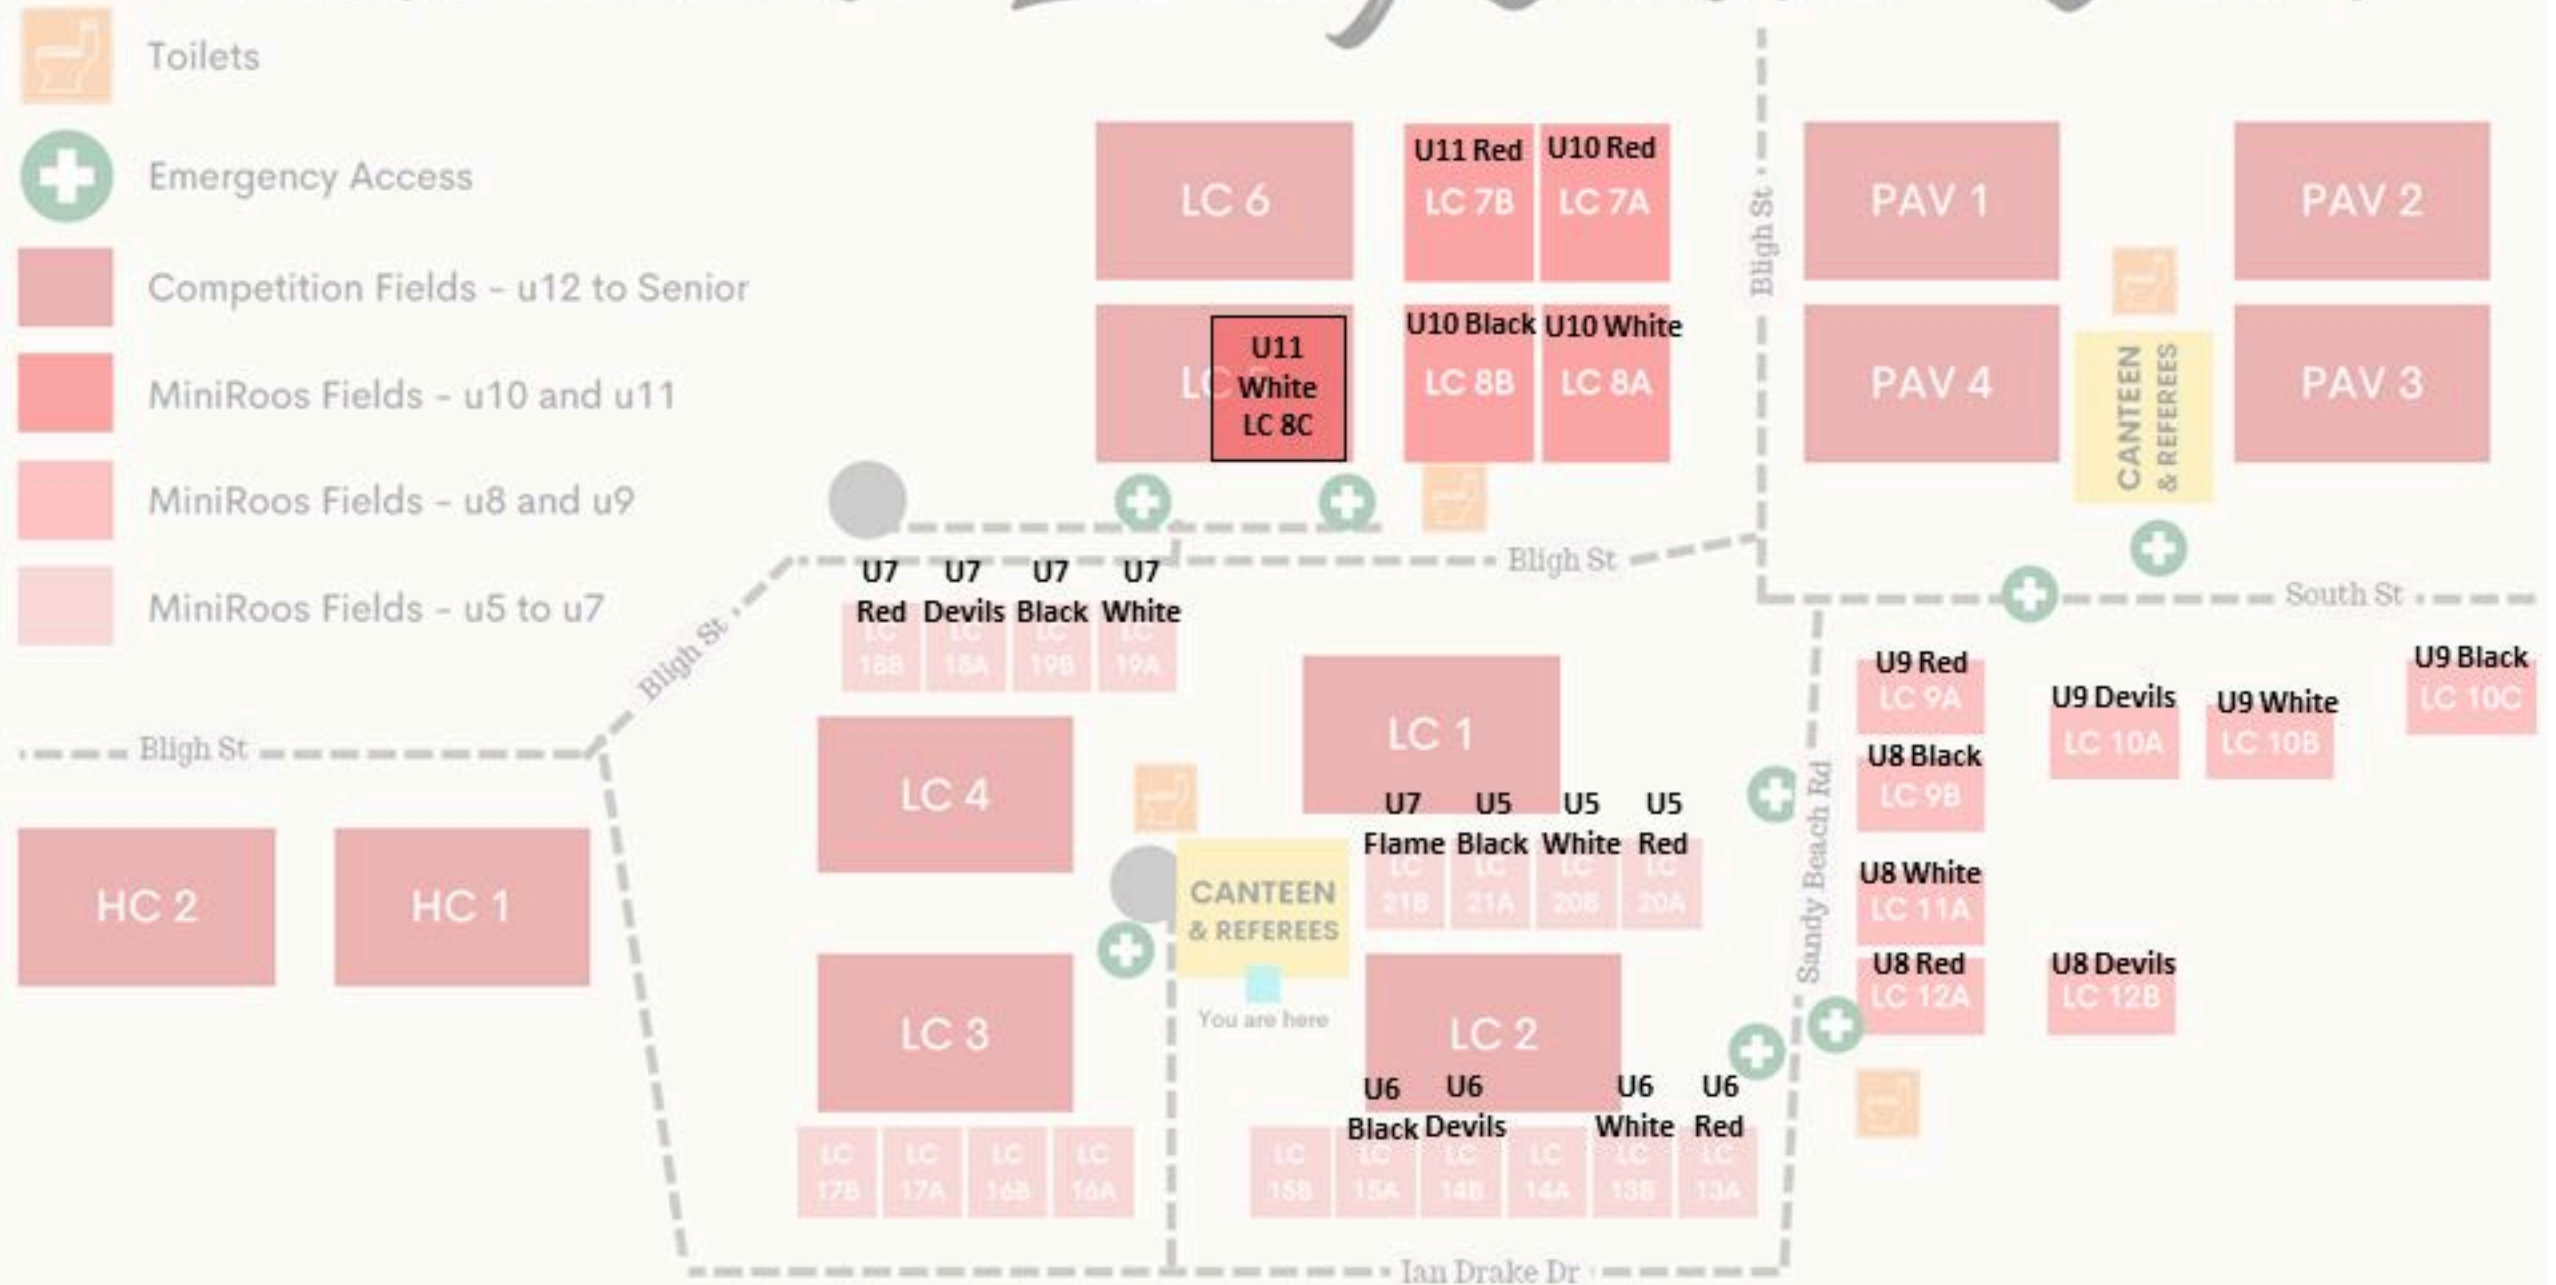 Toilets
Emergency Access
Competition Fields - u12 to Senior
MiniRoos Fields - u10 and u11
MiniRoos Fields - u8 and u9
MiniRoos Fields - u5 to u7
LC 6
U11 Red
LC 7B
U10 Red
LC 7A
U11
White
LC 8C
U10 Black
LC 8B
U10 White
LC 8A
Bligh St
PAV 1
PAV 2
PAV 4
PAV 3
CANTEEN
& REFEREES
Bligh St
South St
Bligh St
Bligh St
U7
Red
LC
18B
U7
Devils
LC
18A
U7
Black
LC
19B
U7
White
LC
19A
HC 2
HC 1
LC 4
LC 3
LC 1
CANTEEN
& REFEREES
You are here
U7
Flame
LC
21B
U5
Black
LC
21A
U5
White
LC
20B
U5
Red
LC
20A
LC 2
Sandy Beach Rd
U9 Red
LC 9A
U8 Black
LC 9B
U8 White
LC 11A
U8 Red
LC 12A
U8 Devils
LC 12B
U9 Devils
LC 10A
U9 White
LC 10B
U9 Black
LC 10C
LC
17B
LC
17A
LC
16B
LC
16A
LC
15B
U6
Black
LC
15A
U6
Devils
LC
14B
LC
14A
U6
White
LC
13B
U6
Red
LC
13A
Ian Drake Dr